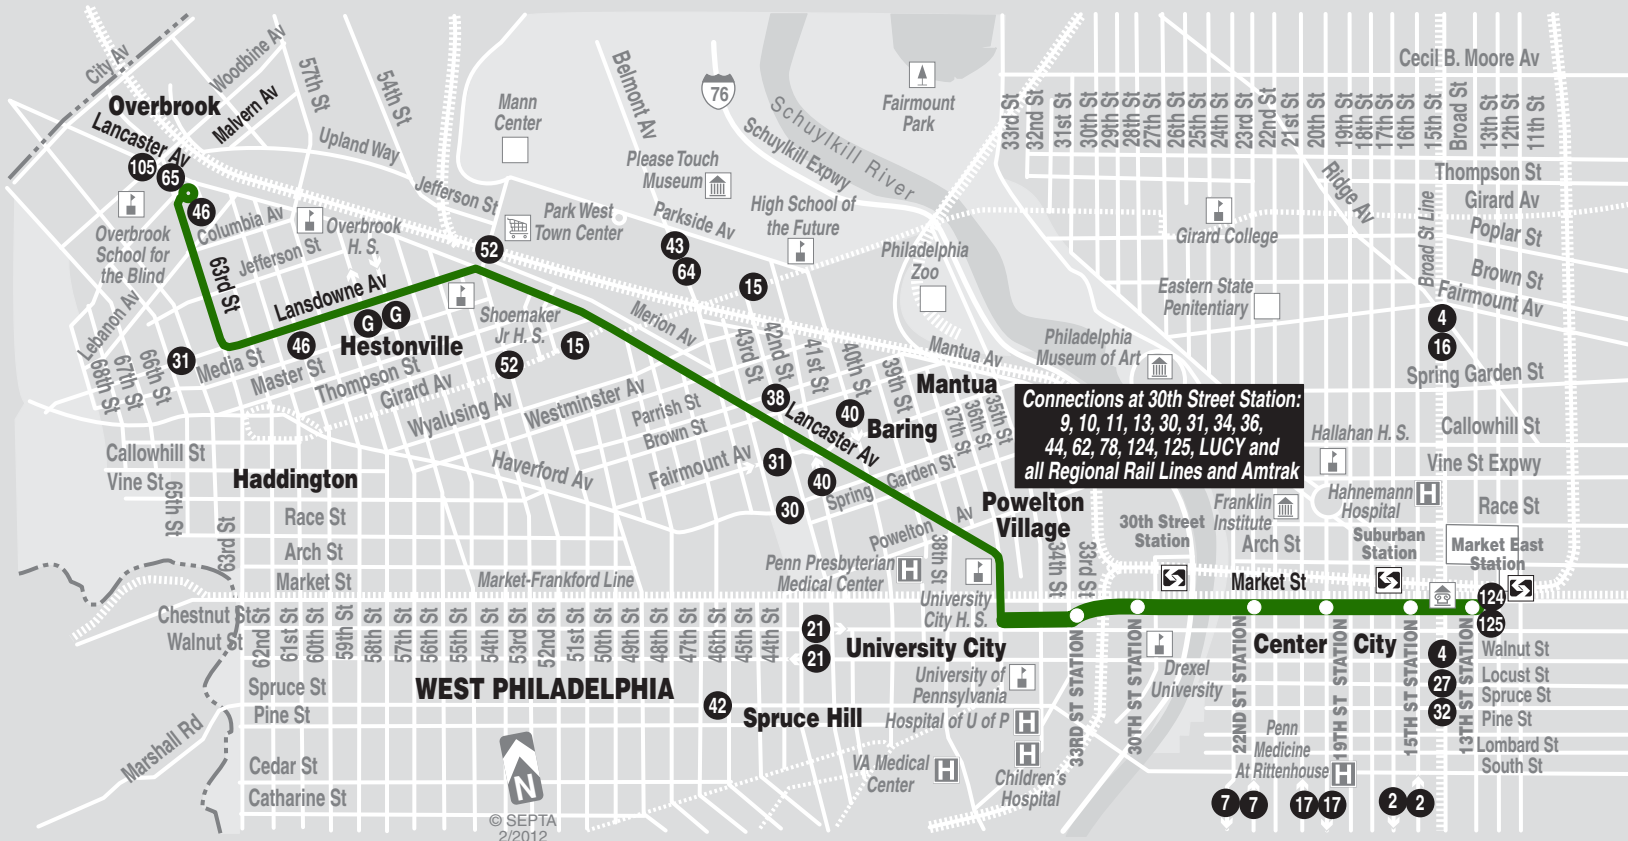 City Av
Woodbine Av
57th St
54th St
Overbrook
Lancaster Av
Malvern Av
Upland Way
Mann
Center
Belmont Av
76
Schuylkill River
Schuylkill Expwy
Fairmount
Park
Cecil B. Moore Av
33rd St
32nd St
31st St
30th St
29th St
28th St
27th St
26th St
25th St
24th St
23rd St
22nd St
21st St
20th St
19th St
18th St
17th St
16th St
15th St
Broad St
13th St
12th St
11th St
105
65
46
Overbrook
School for
the Blind
Columbia Av
Jefferson St
Overbrook
H. S.
Jefferson St
Park West
Town Center
Please Touch
Museum
Parkside Av
High School of
the Future
Philadelphia
Zoo
Girard College
Ridge Av
Broad St Line
Thompson St
Girard Av
Poplar St
Brown St
Fairmount Av
52
43
64
15
63rd St
Lansdowne Av
Lebanon Av
68th St
67th St
66th St
31
Media St
46
G
G
Hestonville
Master St
Thompson St
Girard Av
Shoemaker
Jr H. S.
52
15
Merion Av
43rd St
42nd St
41st St
40th St
39th St
Mantua Av
Mantua
37th St
36th St
35th St
Philadelphia
Museum of Art
Eastern State
Penitentiary
4
16
Spring Garden St
Wyalusing Av
Westminster Av
Parrish St
Brown St
38
Lancaster Av
40
Baring
Connections at 30th Street Station:
9, 10, 11, 13, 30, 31, 34, 36,
44, 62, 78, 124, 125, LUCY and
all Regional Rail Lines and Amtrak
Hallahan H. S.
Callowhill St
Vine St Expwy
Callowhill St
Vine St
65th St
Haddington
Haverford Av
Fairmount Av
31
40
30
Spring Garden St
Powelton Av
Powelton
Village
Franklin
Institute
Hahnemann
Hospital
Race St
63rd St
Race St
Arch St
Market St
Market-Frankford Line
Penn Presbyterian
Medical Center
38th St
University
City H. S.
34th St
33rd St
30th Street
Station
Arch St
Suburban
Station
Market East
Station
Market St
124
125
Chestnut St
Walnut St
62nd St
61st St
60th St
59th St
58th St
57th St
56th St
55th St
54th St
53rd St
52nd St
51st St
50th St
49th St
48th St
47th St
46th St
45th St
44th St
21
21
University City
University of
Pennsylvania
33RD ST STATION
30TH ST STATION
Drexel
University
22ND ST STATION
Center City
19TH ST STATION
15TH ST STATION
13TH ST STATION
4
27
32
Walnut St
Locust St
Spruce St
Pine St
Lombard St
South St
Spruce St
Pine St
WEST PHILADELPHIA
42
Spruce Hill
Hospital of U of P
VA Medical
Center
Children's
Hospital
Penn
Medicine
At Rittenhouse
Marshall Rd
Cedar St
Catharine St
N
7
7
17
17
2
2
© SEPTA
2/2012